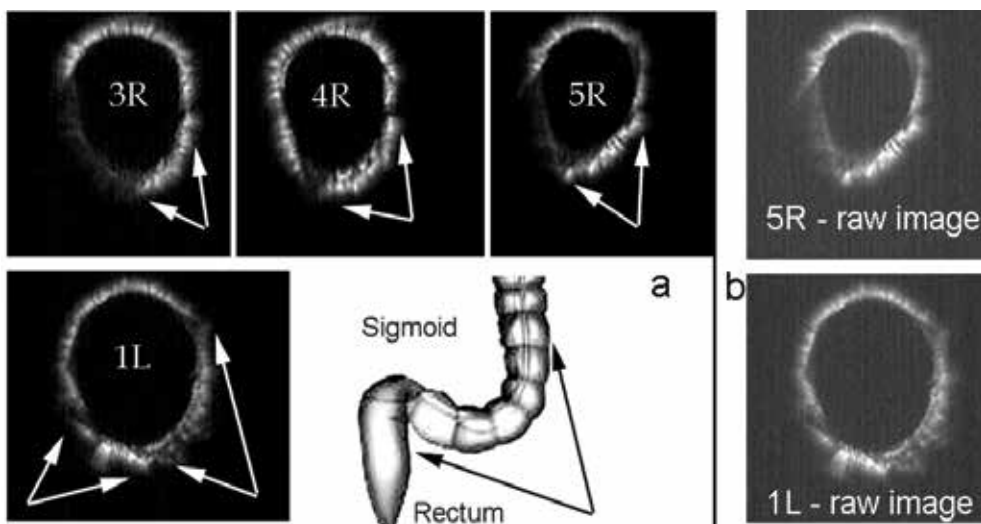 3R
4R
5R
5R - raw image
1L
Sigmoid
a
b
Rectum
1L - raw image